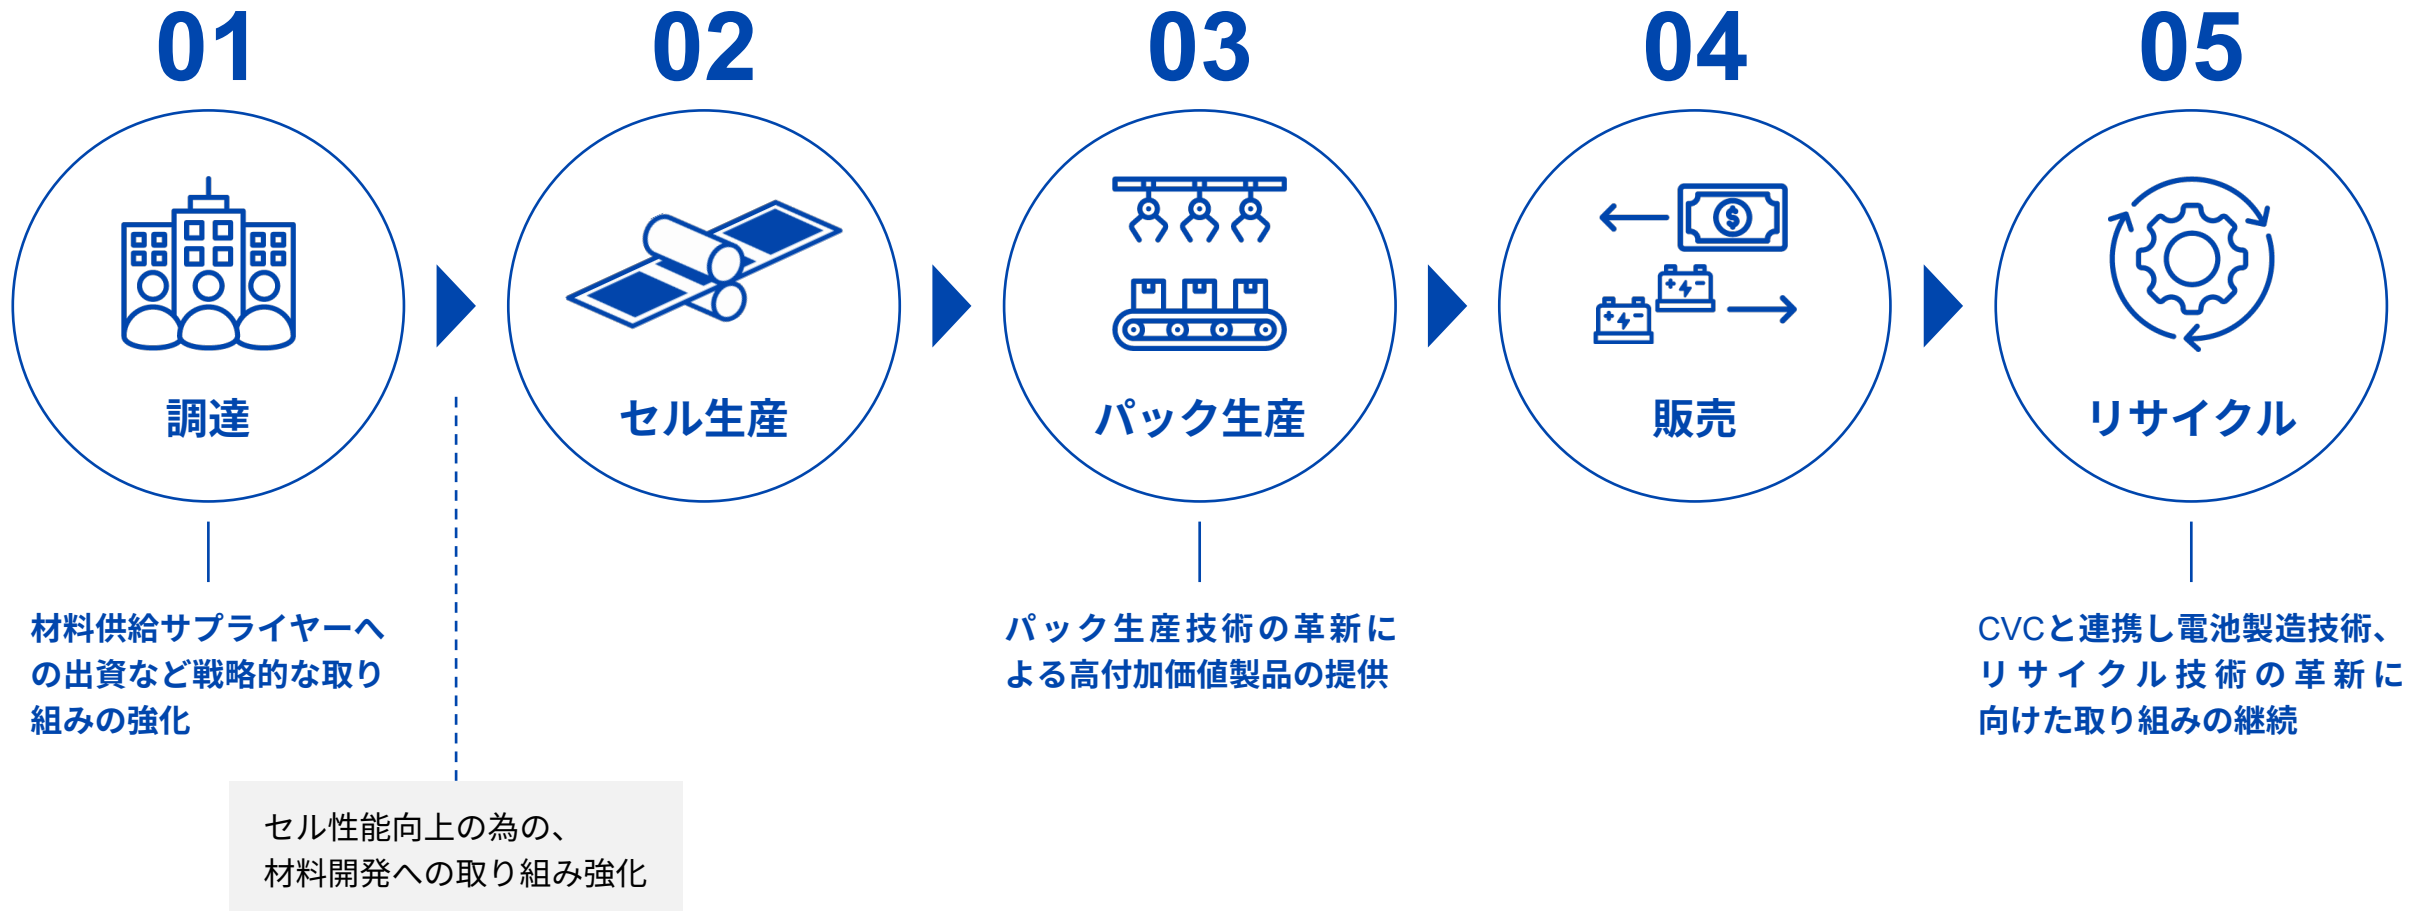 01
02
03
04
05
調達
セル生産
パック生産
販売
リサイクル
材料供給サプライヤーへ
の出資など戦略的な取り
組みの強化
パック生産技術の革新に
よる高付加価値製品の提供
CVCと連携し電池製造技術、
リサイクル技術の革新に
向けた取り組みの継続
セル性能向上の為の、
材料開発への取り組み強化